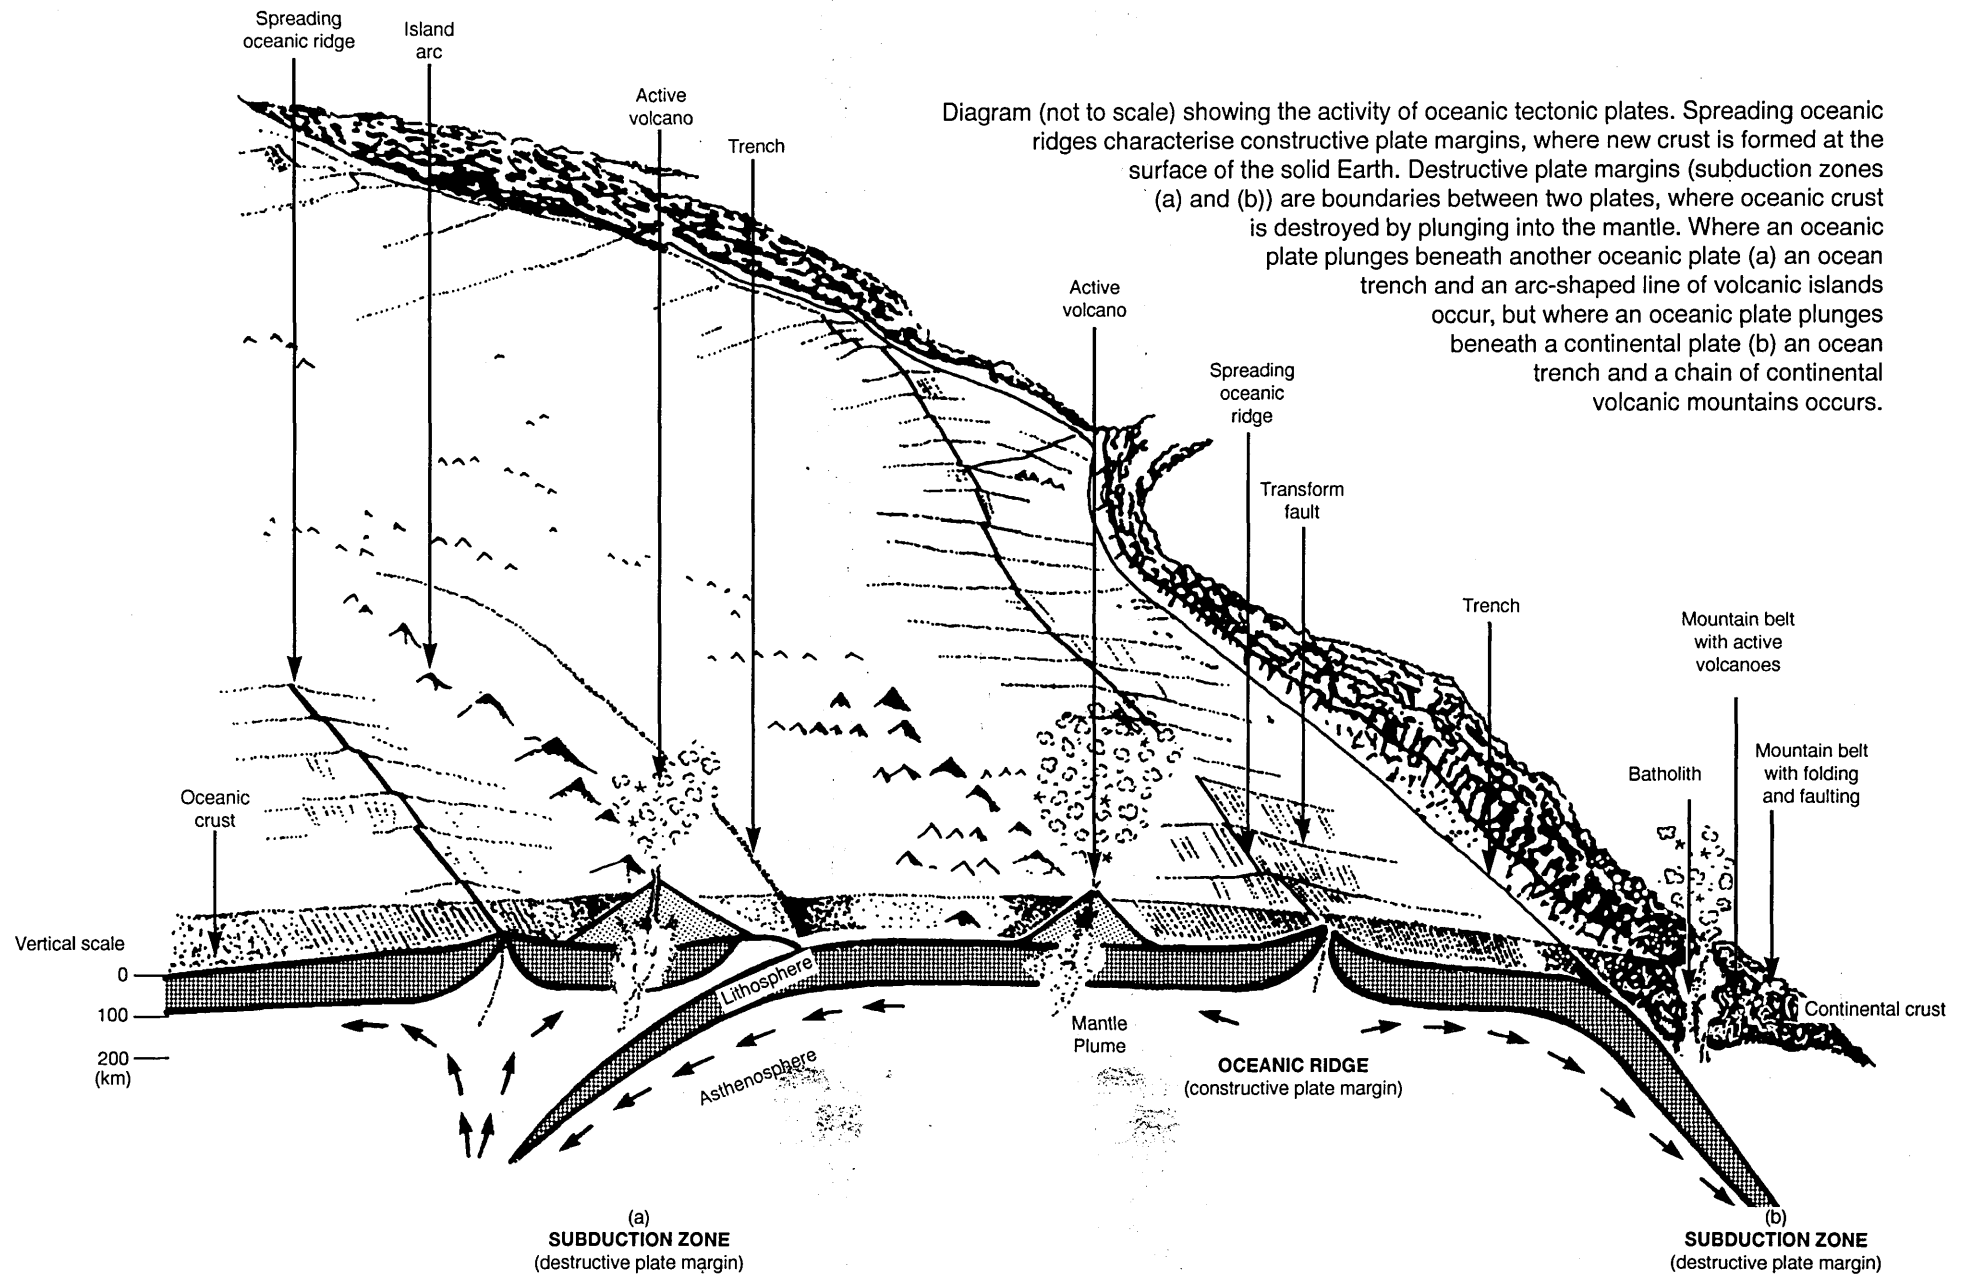 Spreading
oceanic ridge
Island
arc
Active
volcano
Trench
Diagram (not to scale) showing the activity of oceanic tectonic plates. Spreading oceanic
ridges characterise constructive plate margins, where new crust is formed at the
surface of the solid Earth. Destructive plate margins (subduction zones
(a) and (b)) are boundaries between two plates, where oceanic crust
is destroyed by plunging into the mantle. Where an oceanic
plate plunges beneath another oceanic plate (a) an ocean
trench and an arc-shaped line of volcanic islands
occur, but where an oceanic plate plunges
beneath a continental plate (b) an ocean
trench and a chain of continental
volcanic mountains occurs.
Active
volcano
Spreading
oceanic
ridge
Transform
fault
Trench
Mountain belt
with active
volcanoes
Batholith
Mountain belt
with folding
and faulting
Oceanic
crust
Vertical scale
0
100
200
(km)
Lithosphere
Asthenosphere
Mantle
Plume
Continental crust
OCEANIC RIDGE
(constructive plate margin)
(a)
SUBDUCTION ZONE
(destructive plate margin)
(b)
SUBDUCTION ZONE
(destructive plate margin)